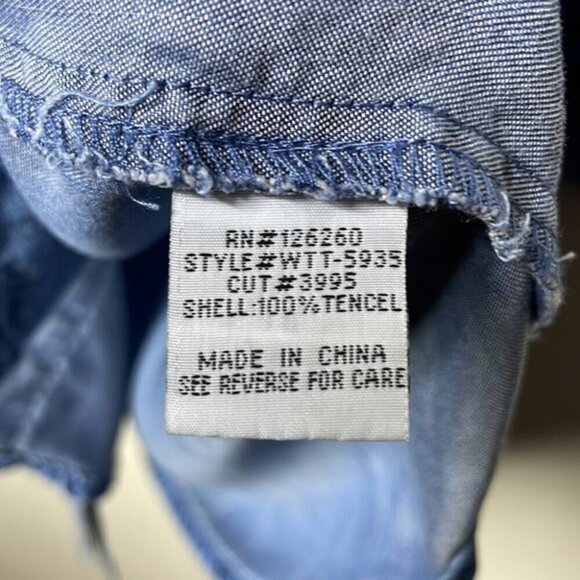 RN#126260
STYLE#WTT-5935
CUT#3995
SHELL:100%TENCEL
MADE IN CHINA
SEE REVERSE FOR CARE